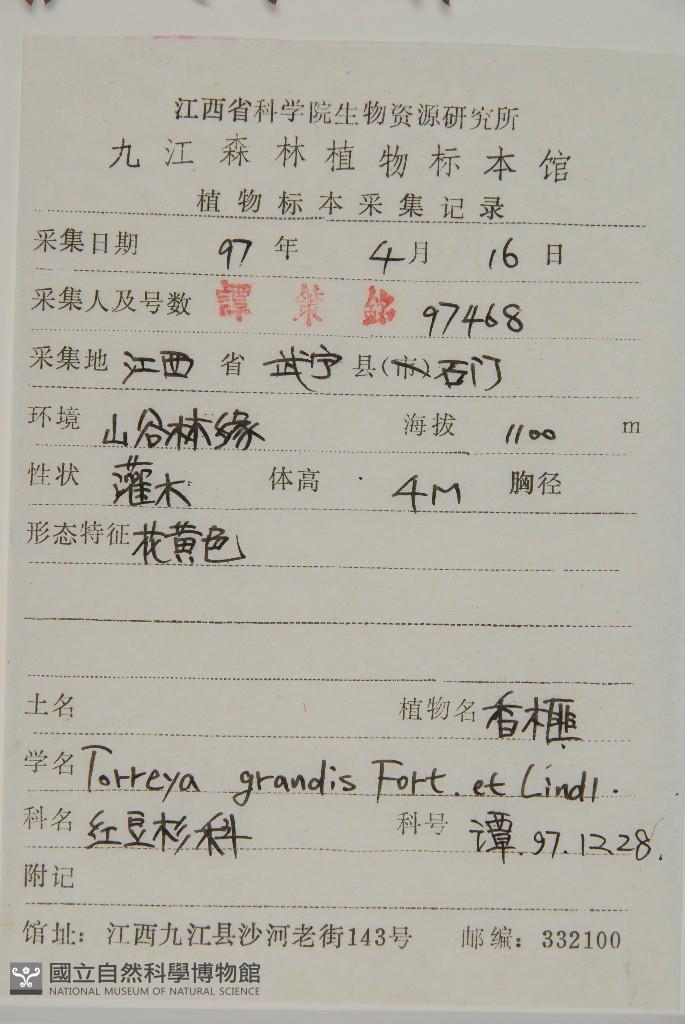 江西省科学院生物资源研究所
九江森林植物标本馆
植物标本采集记录
采集日期 97 年 4 月 16 日
采集人及号数 譚策銘 97468
采集地 江西 省 武宁 县(市) 石门
环境 山谷林缘 海拔 1100 m
性状 灌木 体高 4M 胸径
形态特征 花黄色
土名 植物名 香榧
学名 Torreya grandis Fort. et Lindl.
科名 红豆杉科 科号 谭.97.12.28.
附记
馆址：江西九江县沙河老街143号 邮编：332100
國立自然科學博物館
NATIONAL MUSEUM OF NATURAL SCIENCE